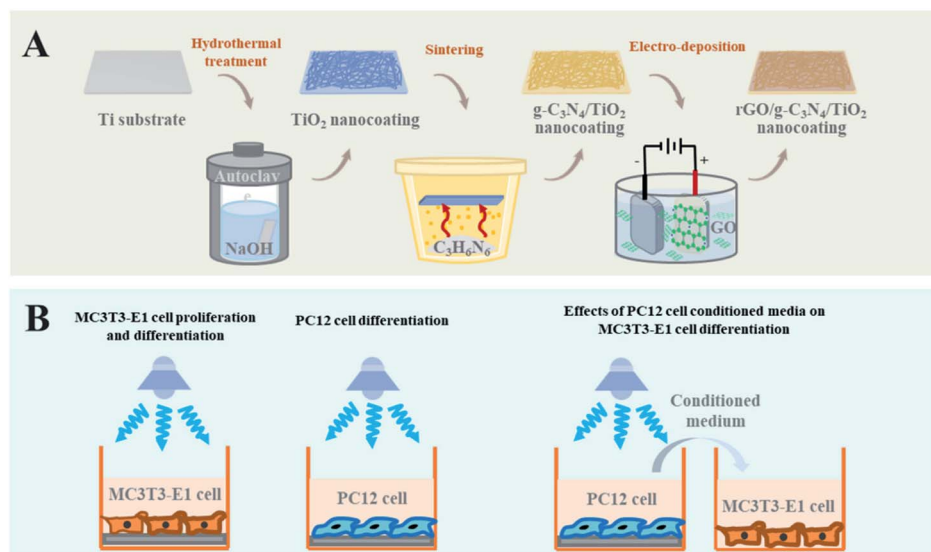 A
Hydrothermal
treatment
Sintering
Electro-deposition
Ti substrate
TiO₂ nanocoating
g-C₃N₄/TiO₂
nanocoating
rGO/g-C₃N₄/TiO₂
nanocoating
Autoclav
e
NaOH
C₃H₆N₆
-
+
GO
B
MC3T3-E1 cell proliferation
and differentiation
PC12 cell differentiation
Effects of PC12 cell conditioned media on
MC3T3-E1 cell differentiation
Conditioned
medium
MC3T3-E1 cell
PC12 cell
PC12 cell
MC3T3-E1 cell